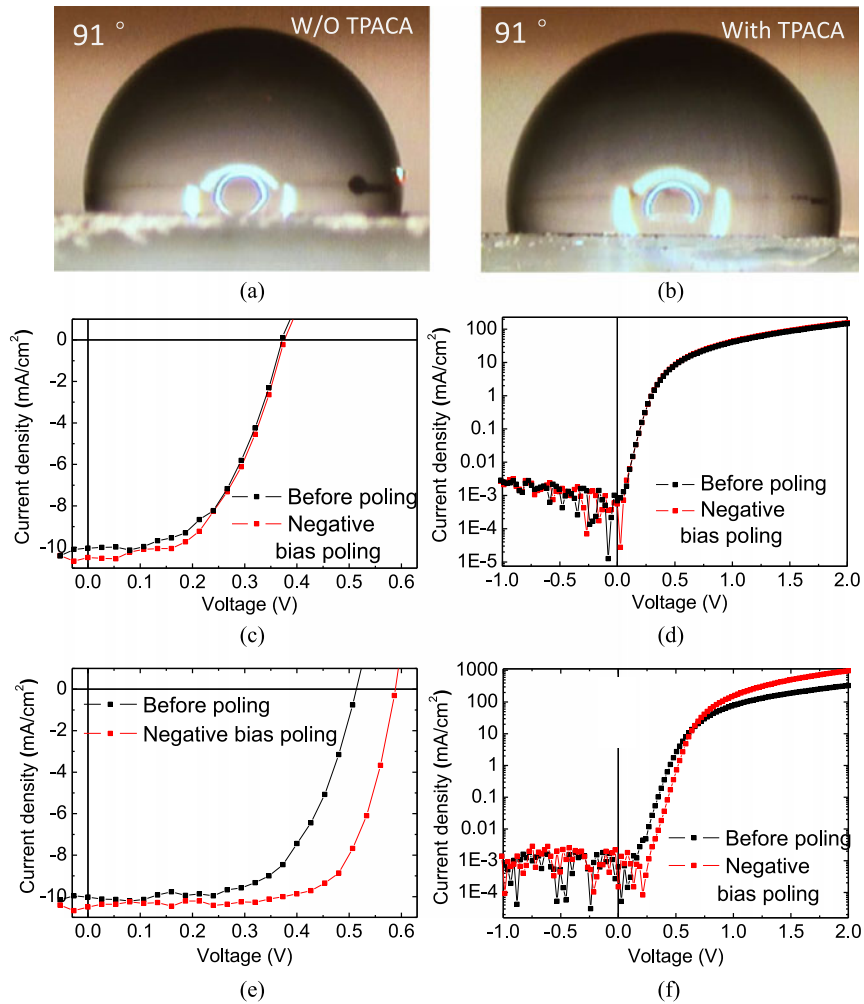 91 °
W/O TPACA
91 °
With TPACA
(a)
(b)
Current density (mA/cm²)
0
-2
-4
-6
-8
-10
Before poling
Negative
bias poling
0.0 0.1 0.2 0.3 0.4 0.5 0.6
Voltage (V)
(c)
Current density (mA/cm²)
100
10
1
0.1
0.01
1E-3
1E-4
1E-5
Before poling
Negative
bias poling
-1.0 -0.5 0.0 0.5 1.0 1.5 2.0
Voltage (V)
(d)
Current density (mA/cm²)
0
-2
-4
-6
-8
-10
Before poling
Negative bias poling
0.0 0.1 0.2 0.3 0.4 0.5 0.6
Voltage (V)
(e)
Current density (mA/cm²)
1000
100
10
1
0.1
0.01
1E-3
1E-4
Before poling
Negative
bias poling
-1.0 -0.5 0.0 0.5 1.0 1.5 2.0
Voltage (V)
(f)